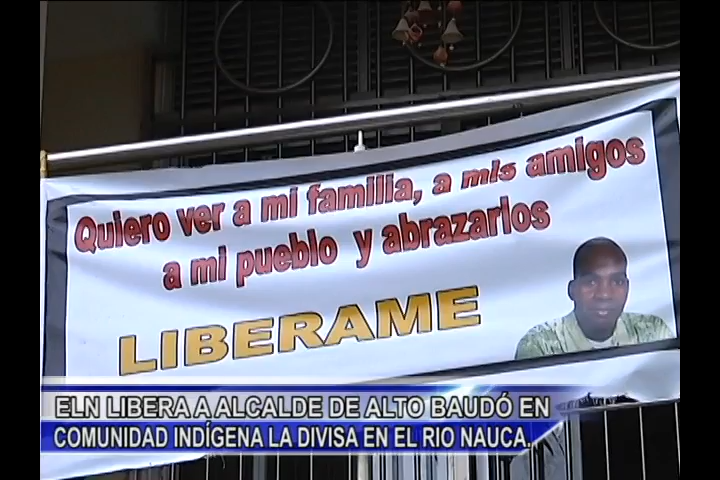 Quiero ver a mi familia, a mis amigos
a mi pueblo y abrazarlos
LIBERAME
ELN LIBERA A ALCALDE DE ALTO BAUDÓ EN
COMUNIDAD INDÍGENA LA DIVISA EN EL RIO NAUCA.